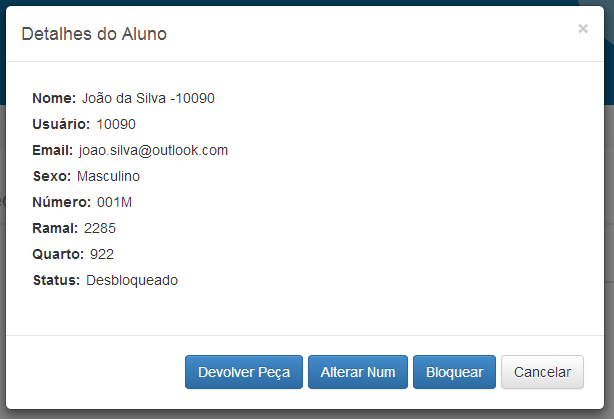 Detalhes do Aluno
×
Nome: João da Silva -10090
Usuário: 10090
Email: joao.silva@outlook.com
Sexo: Masculino
Número: 001M
Ramal: 2285
Quarto: 922
Status: Desbloqueado
Devolver Peça Alterar Num Bloquear Cancelar